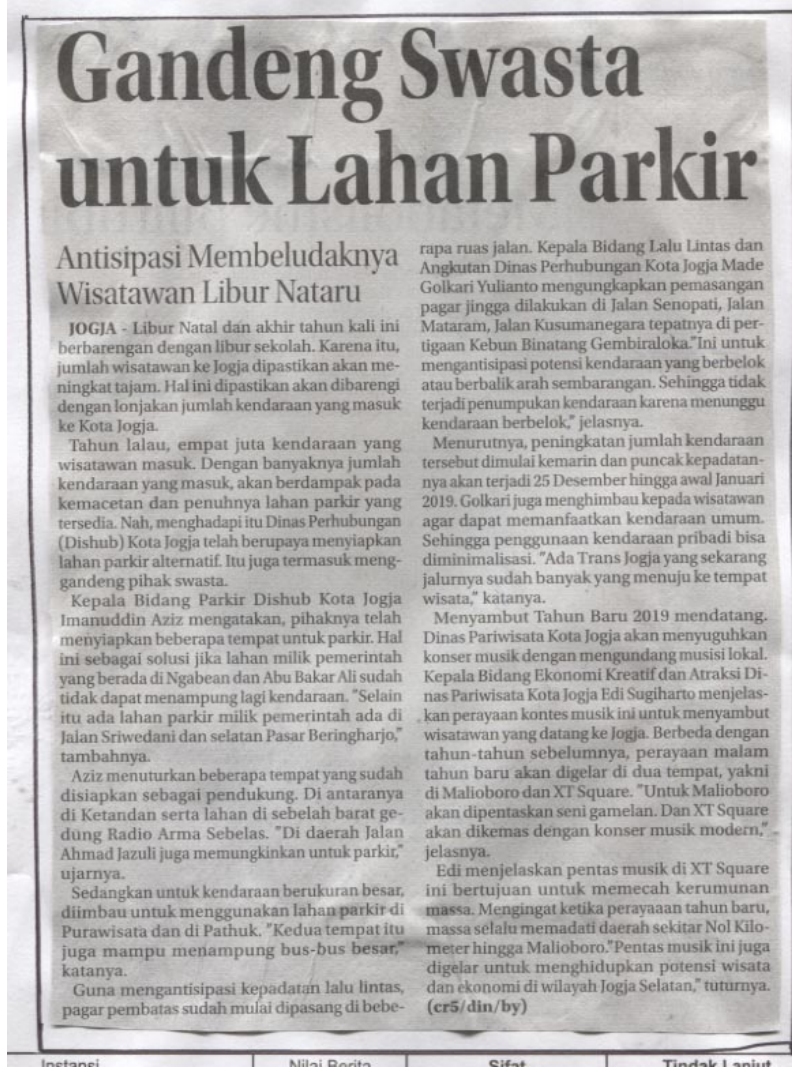 Gandeng Swasta
untuk Lahan Parkir
Antisipasi Membeludaknya
Wisatawan Libur Nataru
JOGJA - Libur Natal dan akhir tahun kali ini
berbarengan dengan libur sekolah. Karena itu,
jumlah wisatawan ke Jogja dipastikan akan me-
ningkat tajam. Hal ini dipastikan akan dibarengi
dengan lonjakan jumlah kendaraan yang masuk
ke Kota Jogja.
Tahun lalu, empat juta kendaraan yang
wisatawan masuk. Dengan banyaknya jumlah
kendaraan yang masuk, akan berdampak pada
kemacetan dan penuhnya lahan parkir yang
tersedia. Nah, menghadapi itu Dinas Perhubungan
(Dishub) Kota Jogja telah berupaya menyiapkan
lahan parkir alternatif. Itu juga termasuk meng-
gandeng pihak swasta.
Kepala Bidang Parkir Dishub Kota Jogja
Imanuddin Aziz mengatakan, pihaknya telah
menyiapkan beberapa tempat untuk parkir. Hal
ini sebagai solusi jika lahan milik pemerintah
yang berada di Ngabean dan Abu Bakar Ali sudah
tidak dapat menampung lagi kendaraan. "Selain
itu ada lahan parkir milik pemerintah ada di
Jalan Sriwedani dan selatan Pasar Beringharjo,"
tambahnya.
Aziz menuturkan beberapa tempat yang sudah
disiapkan sebagai pendukung. Di antaranya
di Ketandan serta lahan di sebelah barat ge-
dung Radio Arma Sebelas. "Di daerah Jalan
Ahmad Jazuli juga memungkinkan untuk parkir,"
ujarnya.
Sedangkan untuk kendaraan berukuran besar,
diimbau untuk menggunakan lahan parkir di
Purawisata dan di Pathuk. "Kedua tempat itu
juga mampu menampung bus-bus besar,"
katanya.
Guna mengantisipasi kepadatan lalu lintas,
pagar pembatas sudah mulai dipasang di bebe-
rapa ruas jalan. Kepala Bidang Lalu Lintas dan
Angkutan Dinas Perhubungan Kota Jogja Made
Golkari Yulianto mengungkapkan pemasangan
pagar jingga dilakukan di Jalan Senopati, Jalan
Mataram, Jalan Kusumanegara tepatnya di per-
tigaan Kebun Binatang Gembiraloka."Ini untuk
mengantisipasi potensi kendaraan yang berbelok
atau berbalik arah sembarangan. Sehingga tidak
terjadi penumpukan kendaraan karena menunggu
kendaraan berbelok," jelasnya.
Menurutnya, peningkatan jumlah kendaraan
tersebut dimulai kemarin dan puncak kepadatan-
nya akan terjadi 25 Desember hingga awal Januari
2019. Golkari juga menghimbau kepada wisatawan
agar dapat memanfaatkan kendaraan umum.
Sehingga penggunaan kendaraan pribadi bisa
diminimalisasi. "Ada Trans Jogja yang sekarang
jalurnya sudah banyak yang menuju ke tempat
wisata," katanya.
Menyambut Tahun Baru 2019 mendatang.
Dinas Pariwisata Kota Jogja akan menyuguhkan
konser musik dengan mengundang musisi lokal.
Kepala Bidang Ekonomi Kreatif dan Atraksi Di-
nas Pariwisata Kota Jogja Edi Sugiharto menjelas-
kan perayaan kontes musik ini untuk menyambut
wisatawan yang datang ke Jogja. Berbeda dengan
tahun-tahun sebelumnya, perayaan malam
tahun baru akan digelar di dua tempat, yakni
di Malioboro dan XT Square. "Untuk Malioboro
akan dipentaskan seni gamelan. Dan XT Square
akan dikemas dengan konser musik modern,"
jelasnya.
Edi menjelaskan pentas musik di XT Square
ini bertujuan untuk memecah kerumunan
massa. Mengingat ketika perayaaan tahun baru,
massa selalu memadati daerah sekitar Nol Kilo-
meter hingga Malioboro."Pentas musik ini juga
digelar untuk menghidupkan potensi wisata
dan ekonomi di wilayah Jogja Selatan," tuturnya.
(cr5/din/by)
Instansi Nilai Berita Sifat Tindak Lanjut